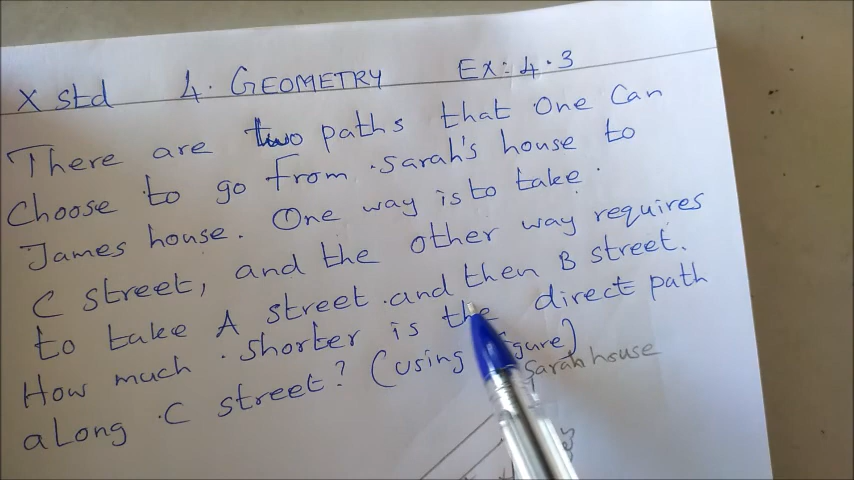 X std 4. GEOMETRY Ex: 4.3
There are two paths that One Can
Choose to go From Sarah's house to
James house. One way is to take
C street, and the other way requires
to take A street and then B street.
How much shorter is the direct path
along C street? (using figure)
Sarah house